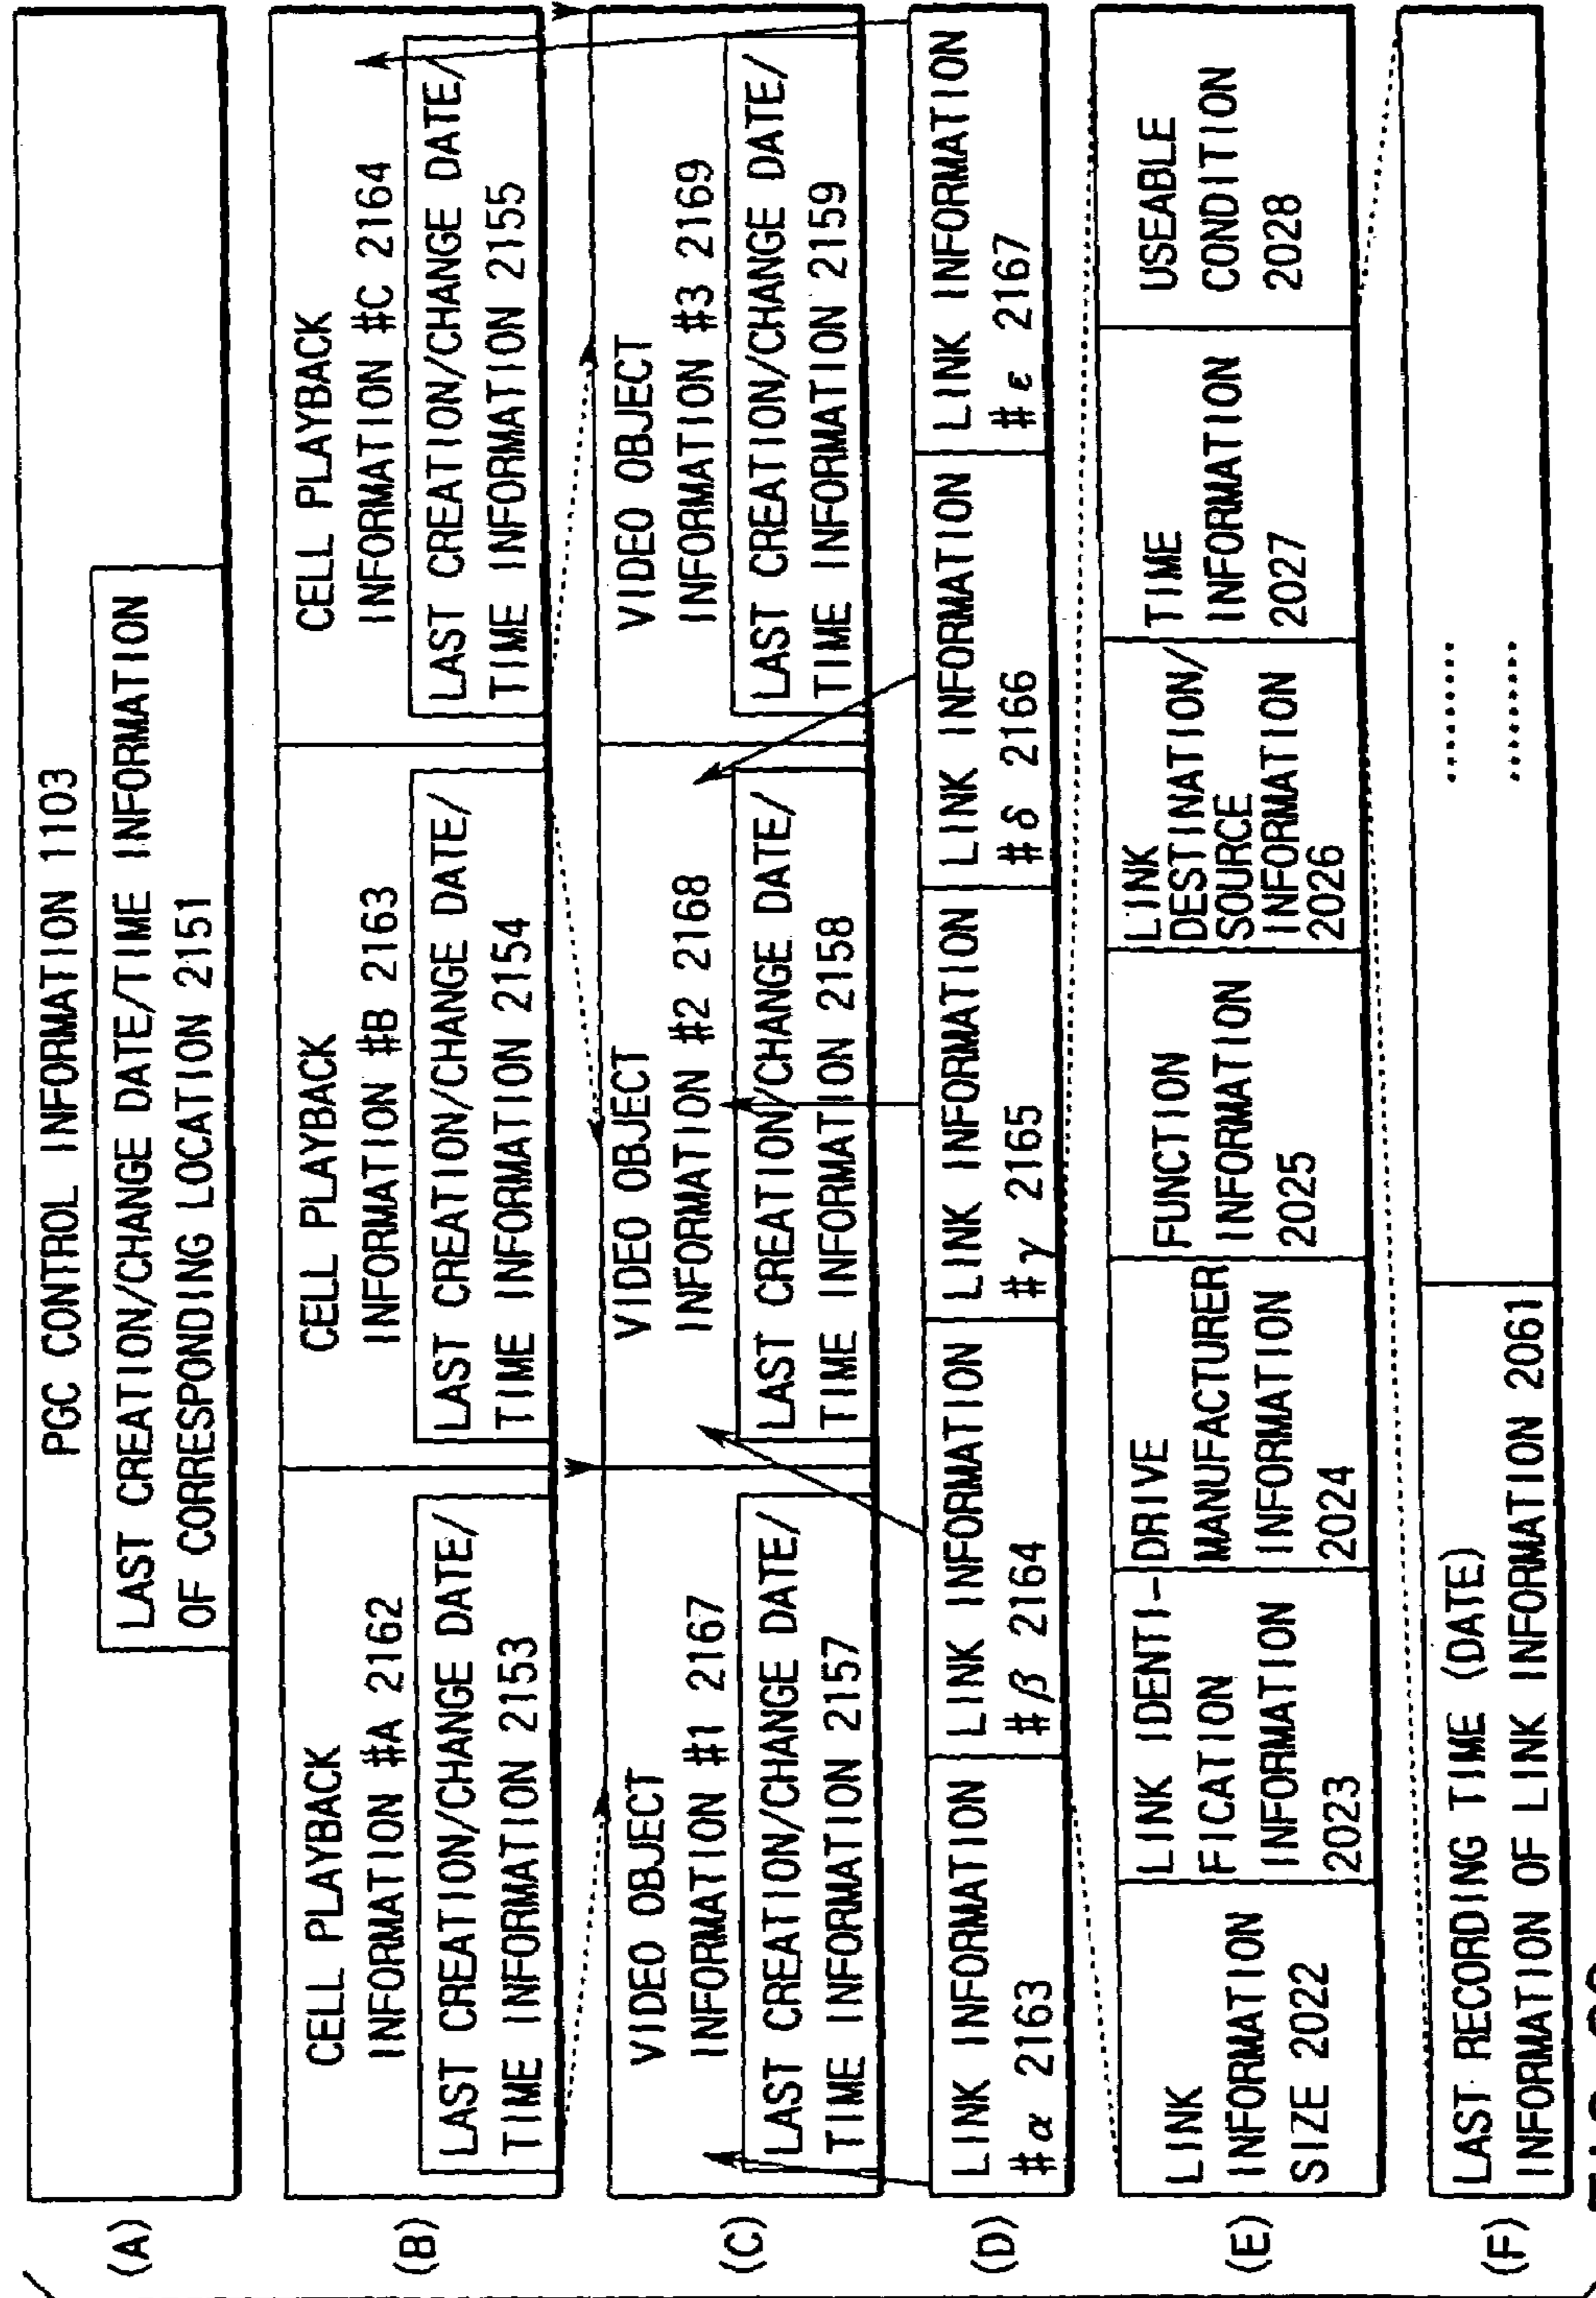 (A)
PGC CONTROL INFORMATION 1103
LAST CREATION/CHANGE DATE/TIME INFORMATION
OF CORRESPONDING LOCATION 2151
(B)
CELL PLAYBACK
INFORMATION #A 2162
LAST CREATION/CHANGE DATE/
TIME INFORMATION 2153
CELL PLAYBACK
INFORMATION #B 2163
LAST CREATION/CHANGE DATE/
TIME INFORMATION 2154
CELL PLAYBACK
INFORMATION #C 2164
LAST CREATION/CHANGE DATE/
TIME INFORMATION 2155
(C)
VIDEO OBJECT
INFORMATION #1 2167
LAST CREATION/CHANGE DATE/
TIME INFORMATION 2157
VIDEO OBJECT
INFORMATION #2 2168
LAST CREATION/CHANGE DATE/
TIME INFORMATION 2158
VIDEO OBJECT
INFORMATION #3 2169
LAST CREATION/CHANGE DATE/
TIME INFORMATION 2159
(D)
LINK INFORMATION
#α 2163
LINK INFORMATION
#β 2164
LINK INFORMATION
#γ 2165
LINK INFORMATION
#δ 2166
LINK INFORMATION
#ε 2167
(E)
LINK
INFORMATION
SIZE 2022
LINK IDENTI-
FICATION
INFORMATION
2023
DRIVE
MANUFACTURER
INFORMATION
2024
FUNCTION
INFORMATION
2025
LINK
DESTINATION/
SOURCE
INFORMATION
2026
TIME
INFORMATION
2027
USEABLE
CONDITION
2028
(F)
LAST RECORDING TIME (DATE)
INFORMATION OF LINK INFORMATION 2061
········
········